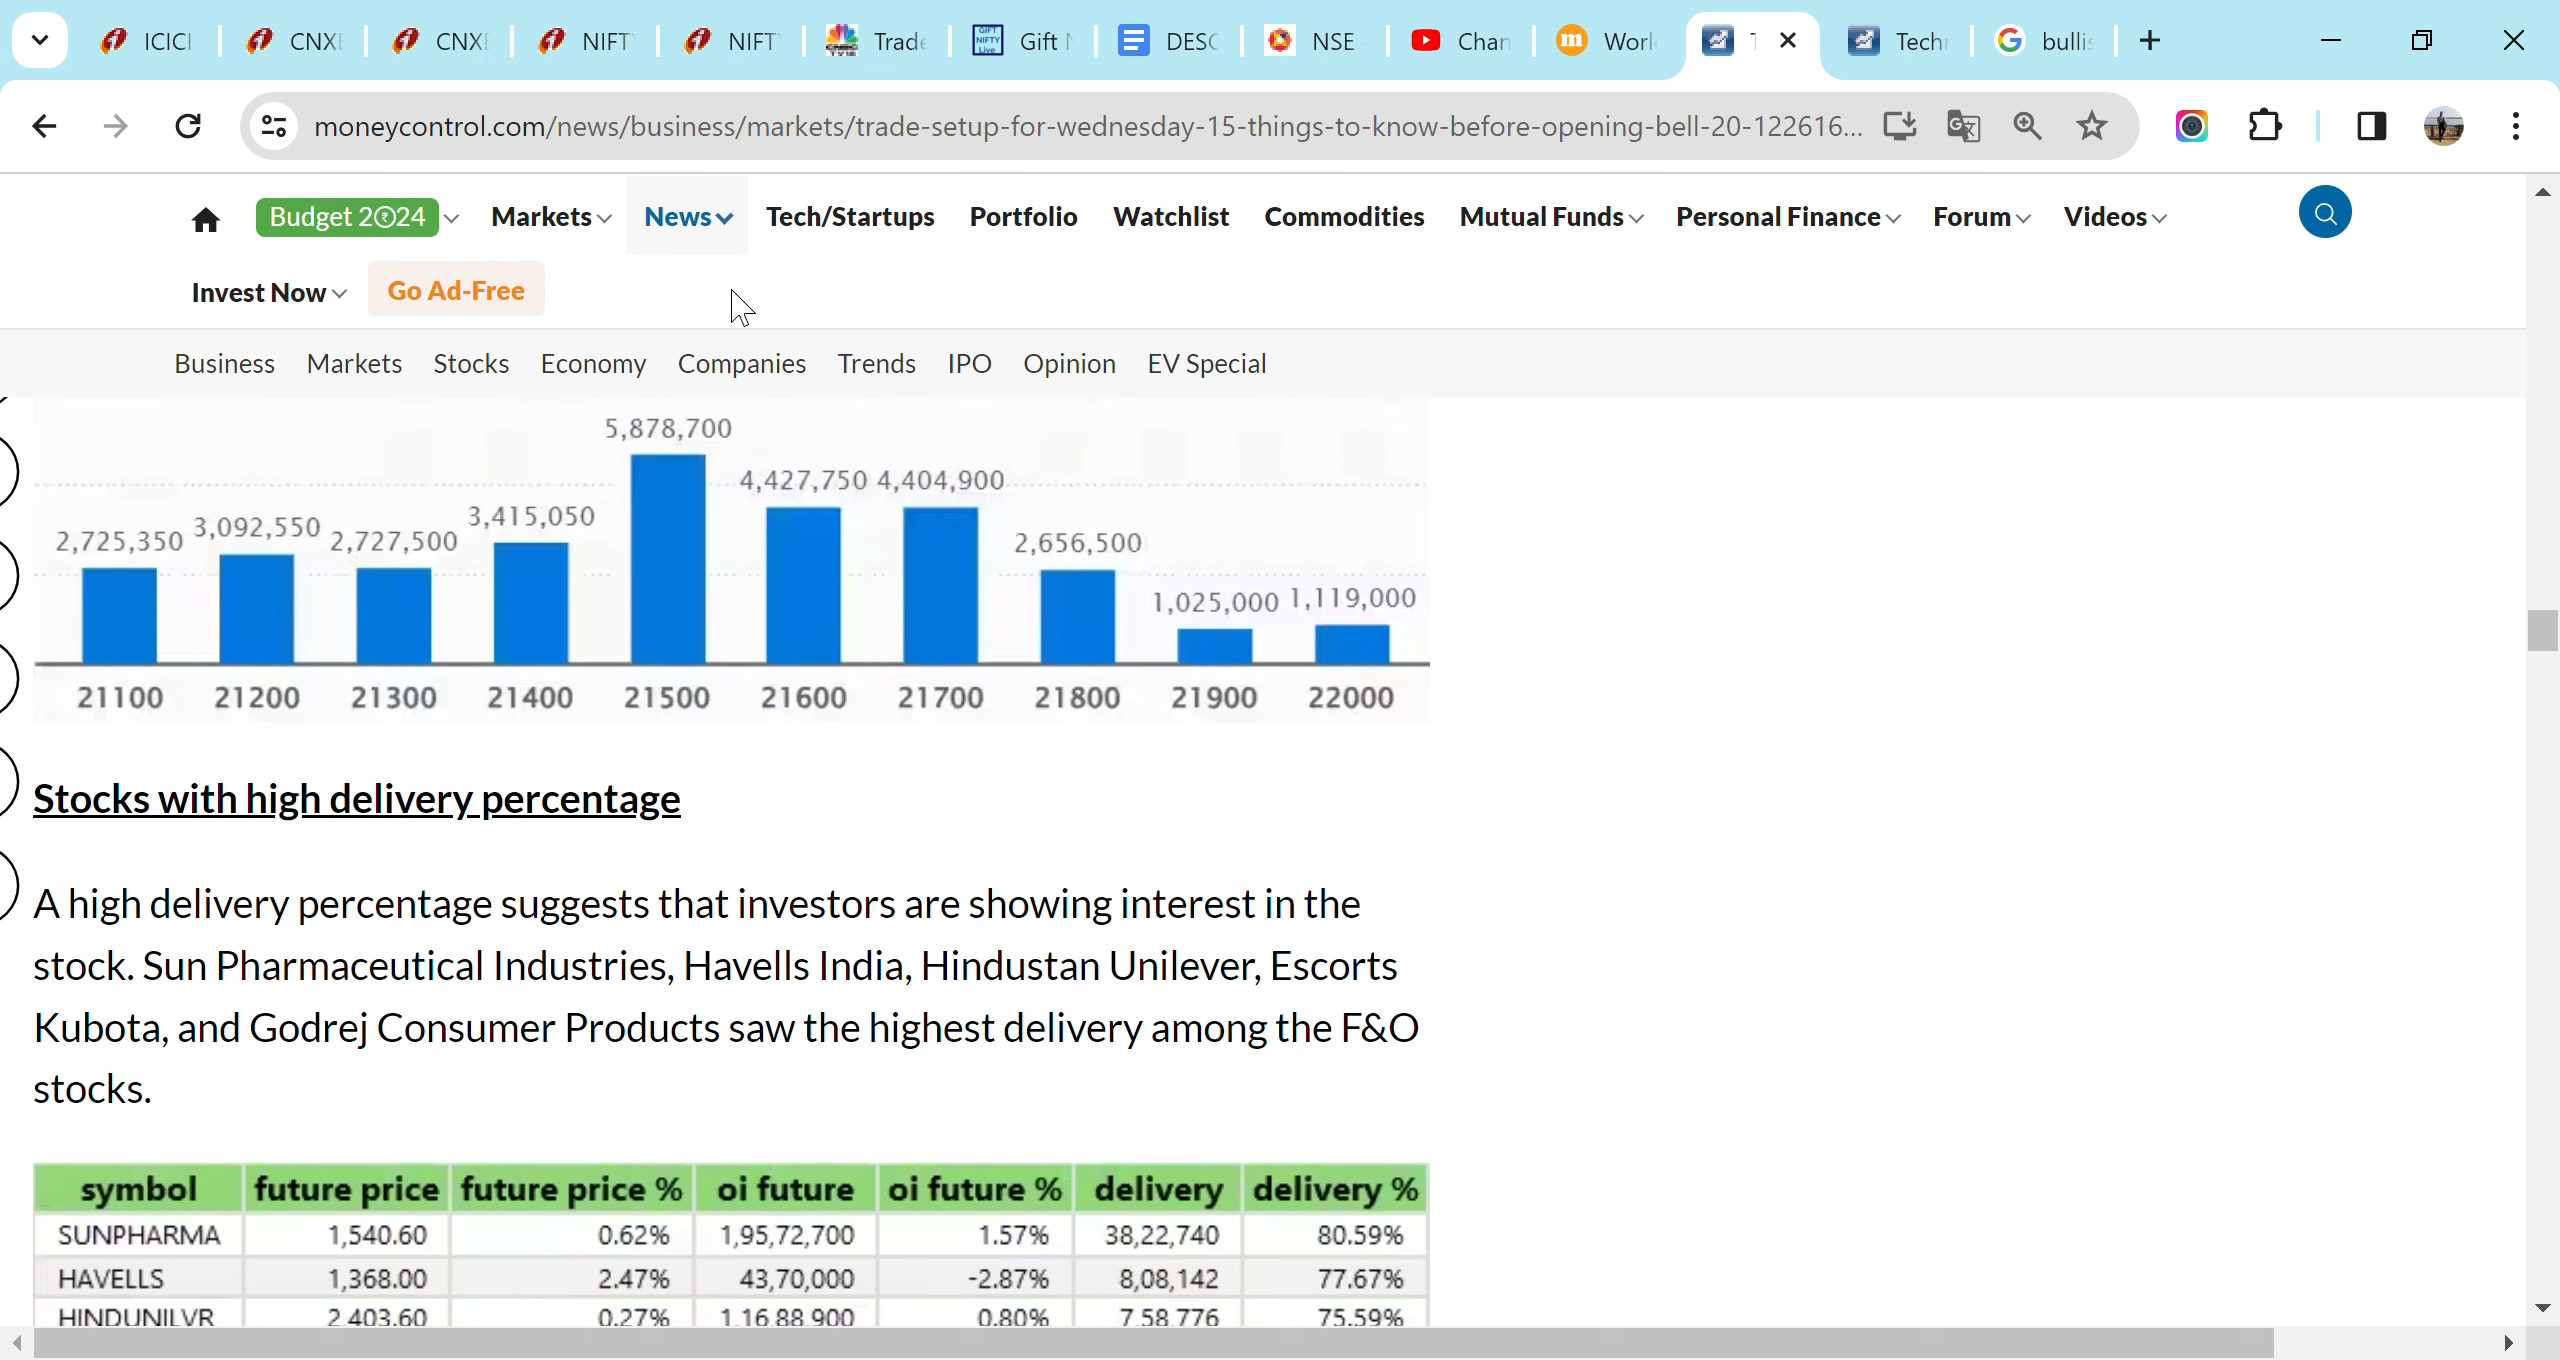 ICICI CNXE CNXE NIFTY NIFT Trade Gift N DESC NSE Chan Worl T Techn bullis
GIFT NIFTY Live
moneycontrol.com/news/business/markets/trade-setup-for-wednesday-15-things-to-know-before-opening-bell-20-122616...
Budget 2024 Markets News Tech/Startups Portfolio Watchlist Commodities Mutual Funds Personal Finance Forum Videos
Invest Now Go Ad-Free
Business Markets Stocks Economy Companies Trends IPO Opinion EV Special
5,878,700
4,427,750 4,404,900
2,725,350 3,092,550 2,727,500 3,415,050 2,656,500
1,025,000 1,119,000
21100 21200 21300 21400 21500 21600 21700 21800 21900 22000
Stocks with high delivery percentage
A high delivery percentage suggests that investors are showing interest in the
stock. Sun Pharmaceutical Industries, Havells India, Hindustan Unilever, Escorts
Kubota, and Godrej Consumer Products saw the highest delivery among the F&O
stocks.
symbol future price future price % oi future oi future % delivery delivery %
SUNPHARMA 1,540.60 0.62% 1,95,72,700 1.57% 38,22,740 80.59%
HAVELLS 1,368.00 2.47% 43,70,000 -2.87% 8,08,142 77.67%
HINDUNILVR 2,403.60 0.27% 1,16,88,900 0.80% 7,58,776 75.59%